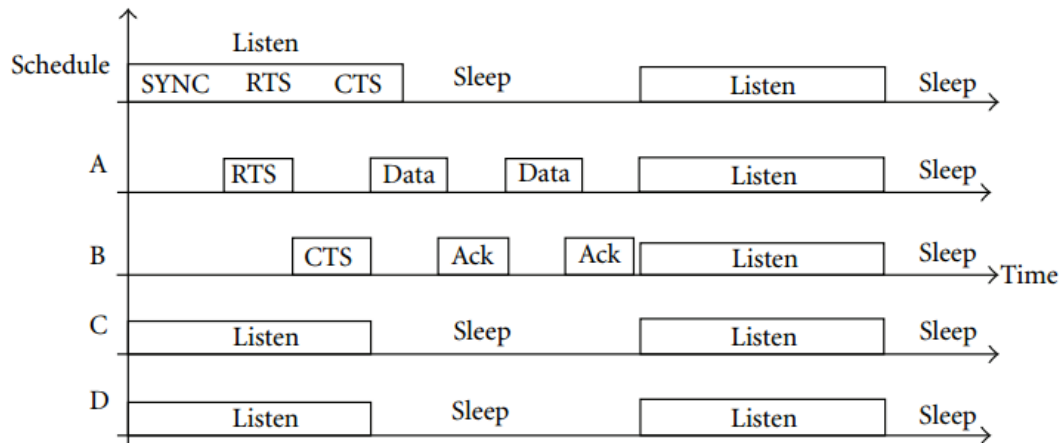 Listen
Schedule
SYNC RTS CTS Sleep Listen Sleep
A
RTS Data Data Listen Sleep
B
CTS Ack Ack Listen Sleep
Time
C
Listen Sleep Listen Sleep
D
Listen Sleep Listen Sleep